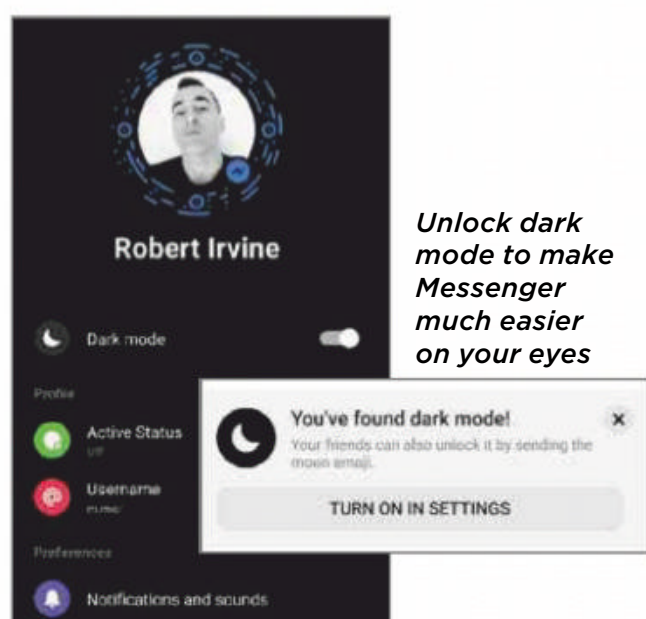 Robert Irvine
Dark mode
Profile
Active Status
Username
Preferences
Notifications and sounds
Unlock dark
mode to make
Messenger
much easier
on your eyes
You've found dark mode!
Your friends can also unlock it by sending the
moon emoji.
TURN ON IN SETTINGS